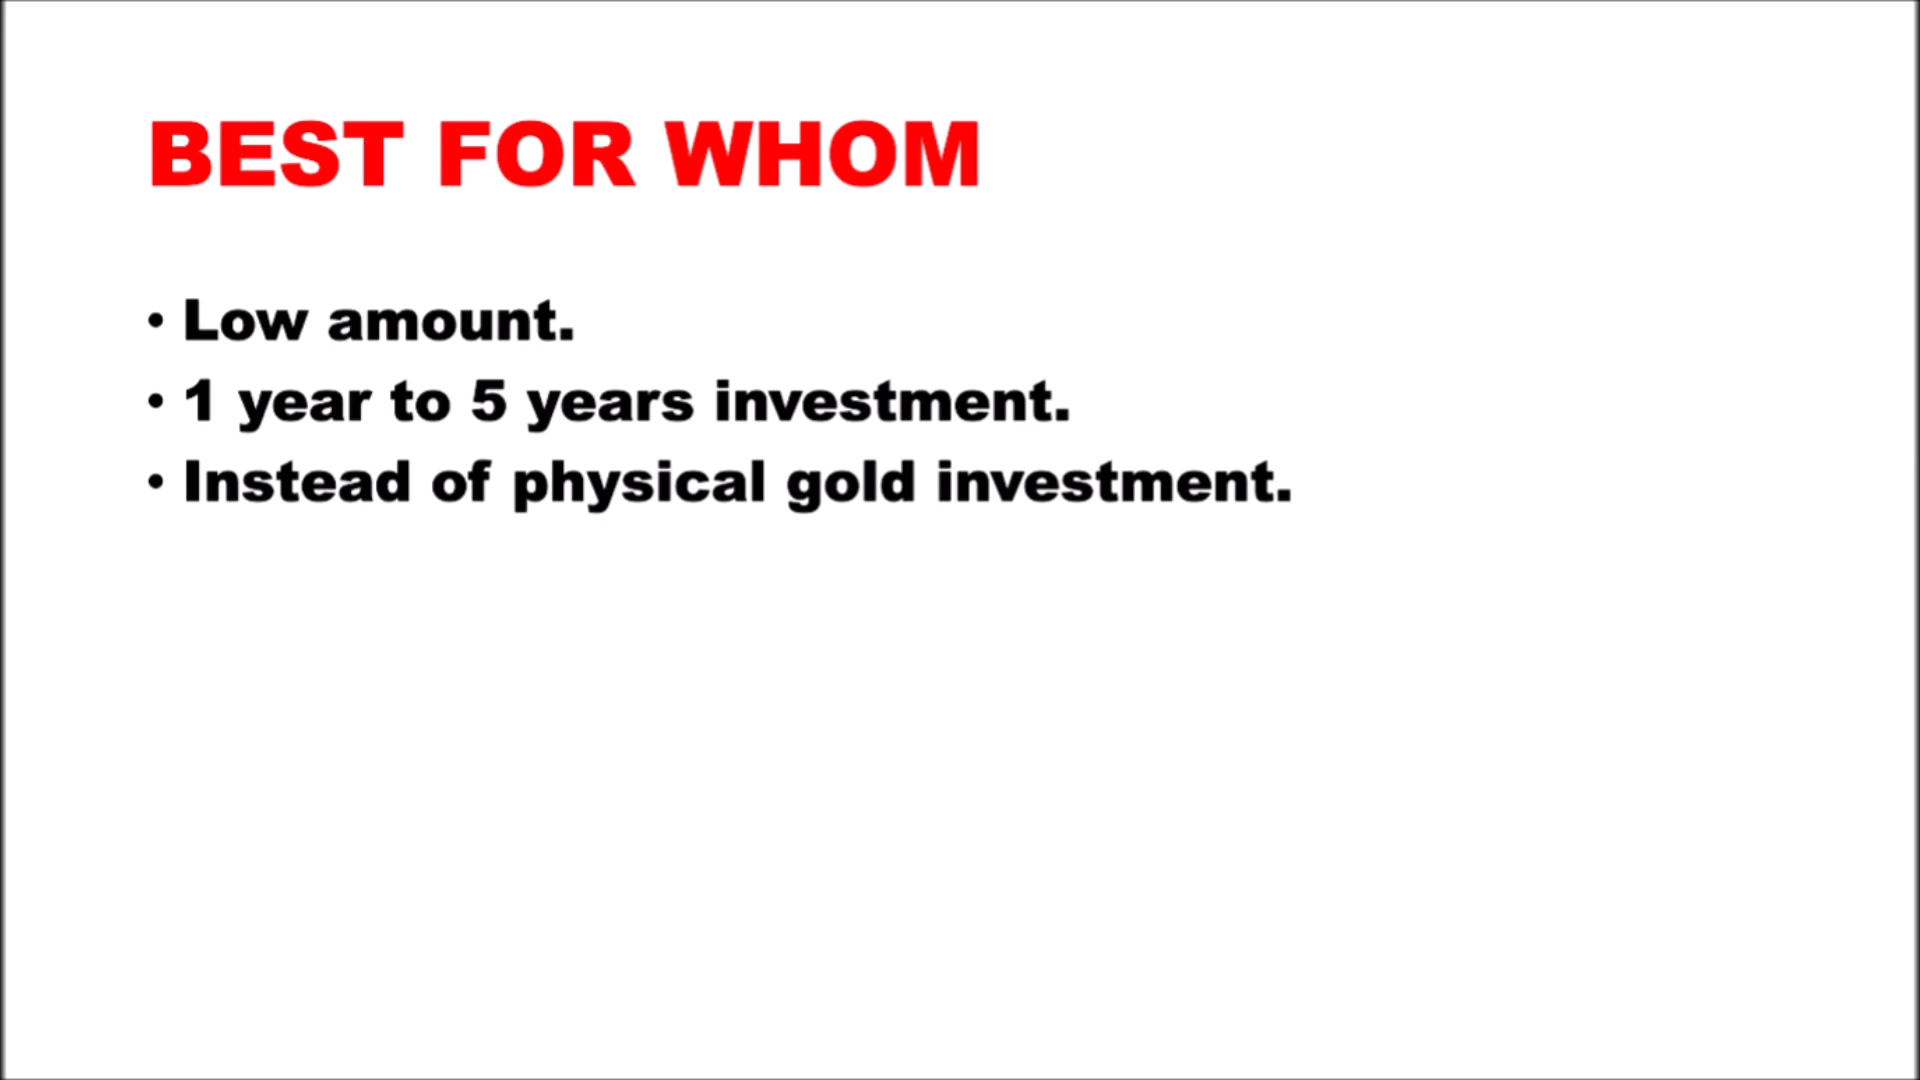 BEST FOR WHOM
• Low amount.
• 1 year to 5 years investment.
• Instead of physical gold investment.